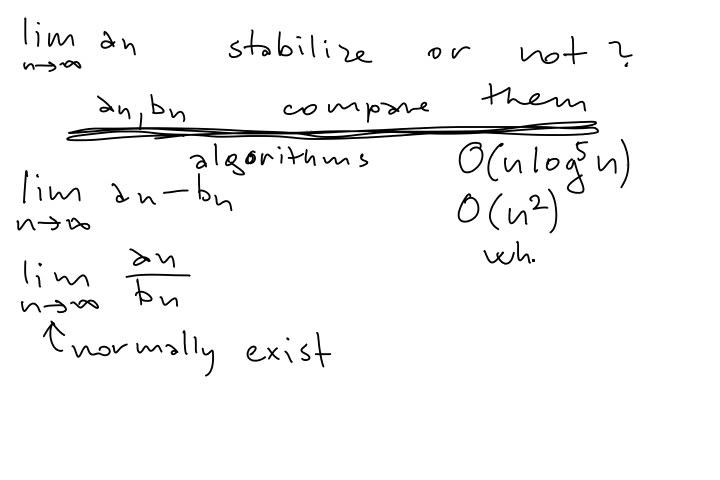 lim an stabilize or not ?
n→∞
an, bn compare them
algorithms O(n log⁵ n)
lim an − bn O(n²)
n→∞
wh.
lim an/bn
n→∞
↑ normally exist